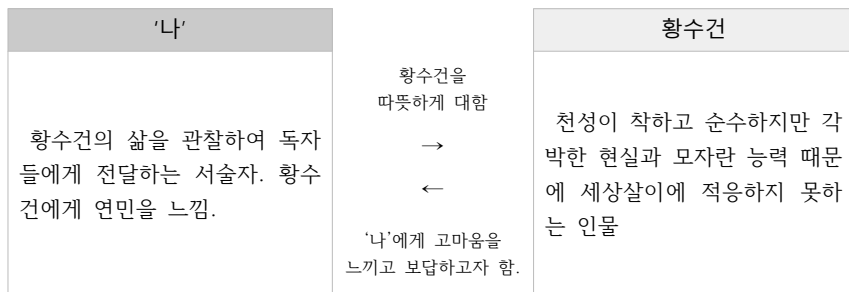 '나'
황수건의 삶을 관찰하여 독자
들에게 전달하는 서술자. 황수
건에게 연민을 느낌.
황수건을
따뜻하게 대함
→
←
'나'에게 고마움을
느끼고 보답하고자 함.
황수건
천성이 착하고 순수하지만 각
박한 현실과 모자란 능력 때문
에 세상살이에 적응하지 못하
는 인물